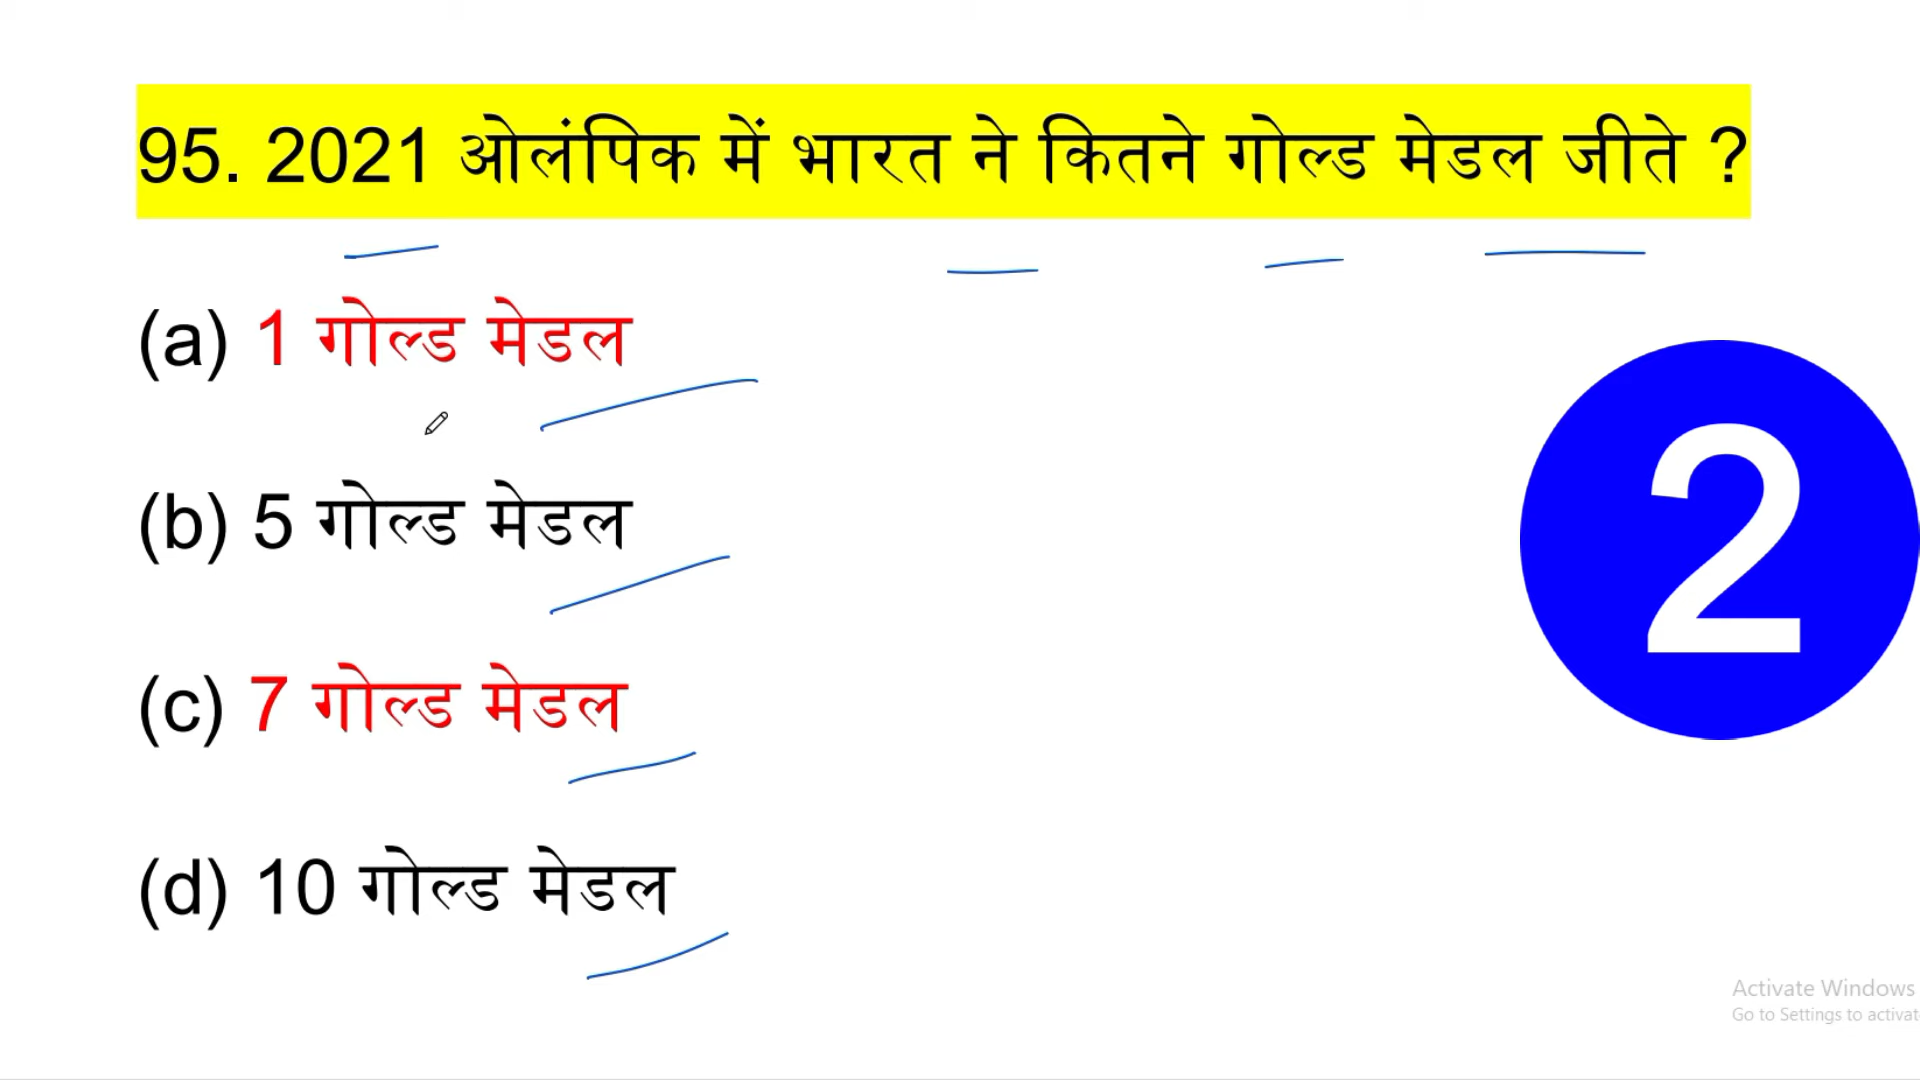 95. 2021 ओलंपिक में भारत ने कितने गोल्ड मेडल जीते ?
(a) 1 गोल्ड मेडल
(b) 5 गोल्ड मेडल
(c) 7 गोल्ड मेडल
(d) 10 गोल्ड मेडल
2
Activate Windows
Go to Settings to activat